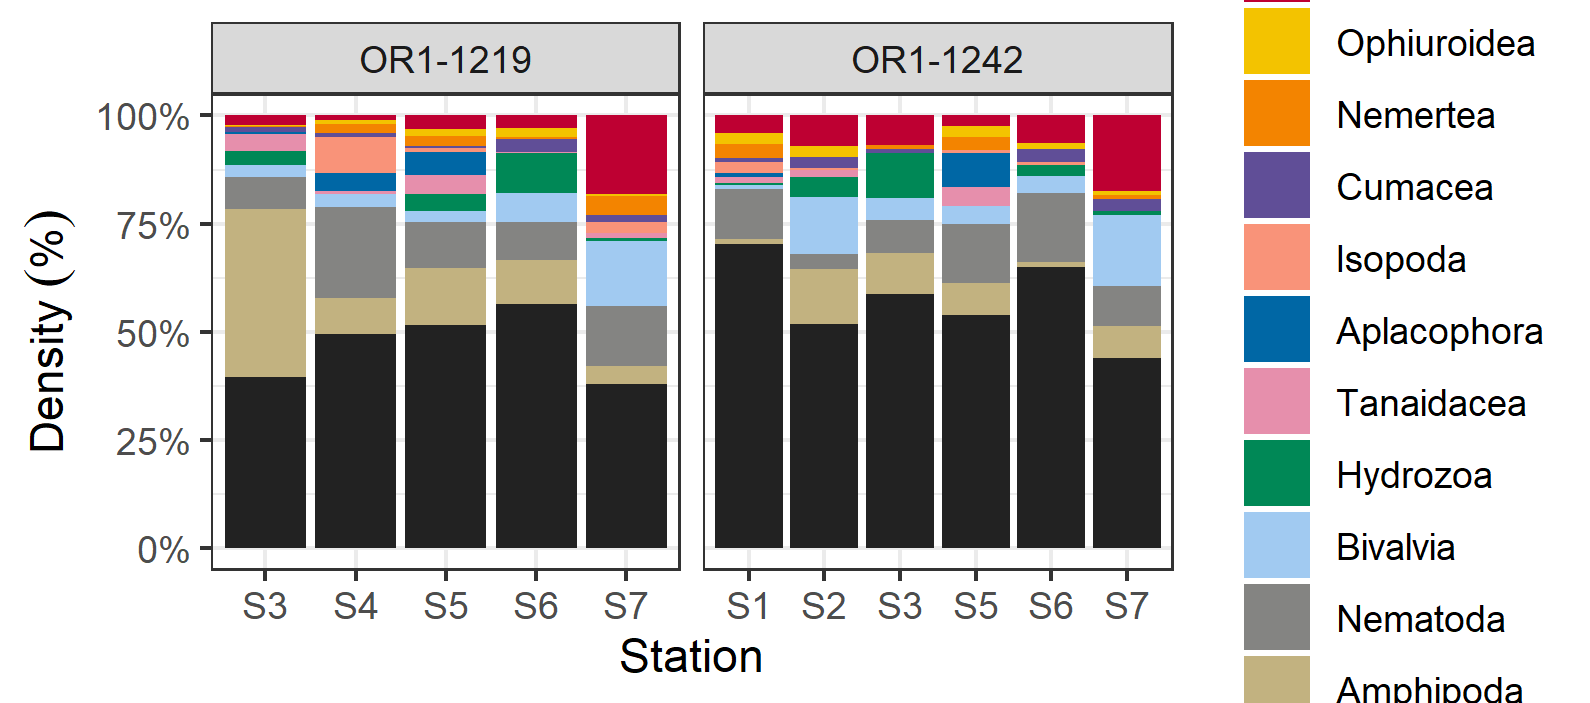 OR1-1219
OR1-1242
100%
75%
50%
25%
0%
Density (%)
S3 S4 S5 S6 S7
S1 S2 S3 S5 S6 S7
Station
Ophiuroidea
Nemertea
Cumacea
Isopoda
Aplacophora
Tanaidacea
Hydrozoa
Bivalvia
Nematoda
Amphipoda